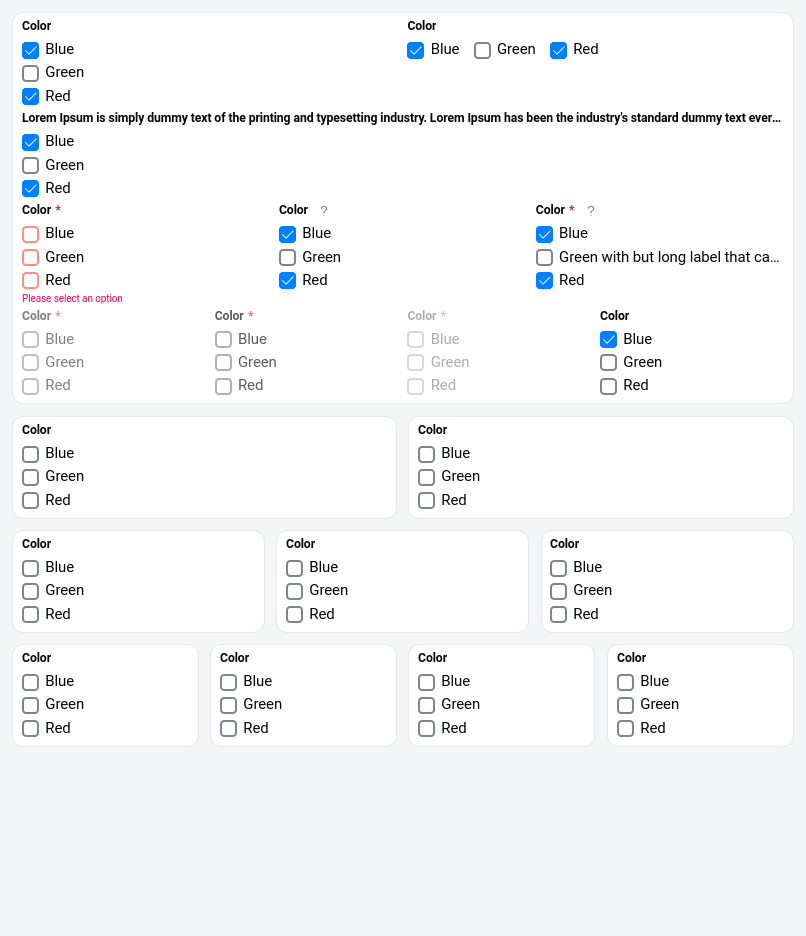 Color Color
Blue Blue Green Red
Green
Red
Lorem Ipsum is simply dummy text of the printing and typesetting industry. Lorem Ipsum has been the industry's standard dummy text ever...
Blue
Green
Red
Color * Color ? Color * ?
Blue Blue Blue
Green Green Green with but long label that ca...
Red Red Red
Please select an option
Color * Color * Color * Color
Blue Blue Blue Blue
Green Green Green Green
Red Red Red Red
Color Color
Blue Blue
Green Green
Red Red
Color Color Color
Blue Blue Blue
Green Green Green
Red Red Red
Color Color Color Color
Blue Blue Blue Blue
Green Green Green Green
Red Red Red Red